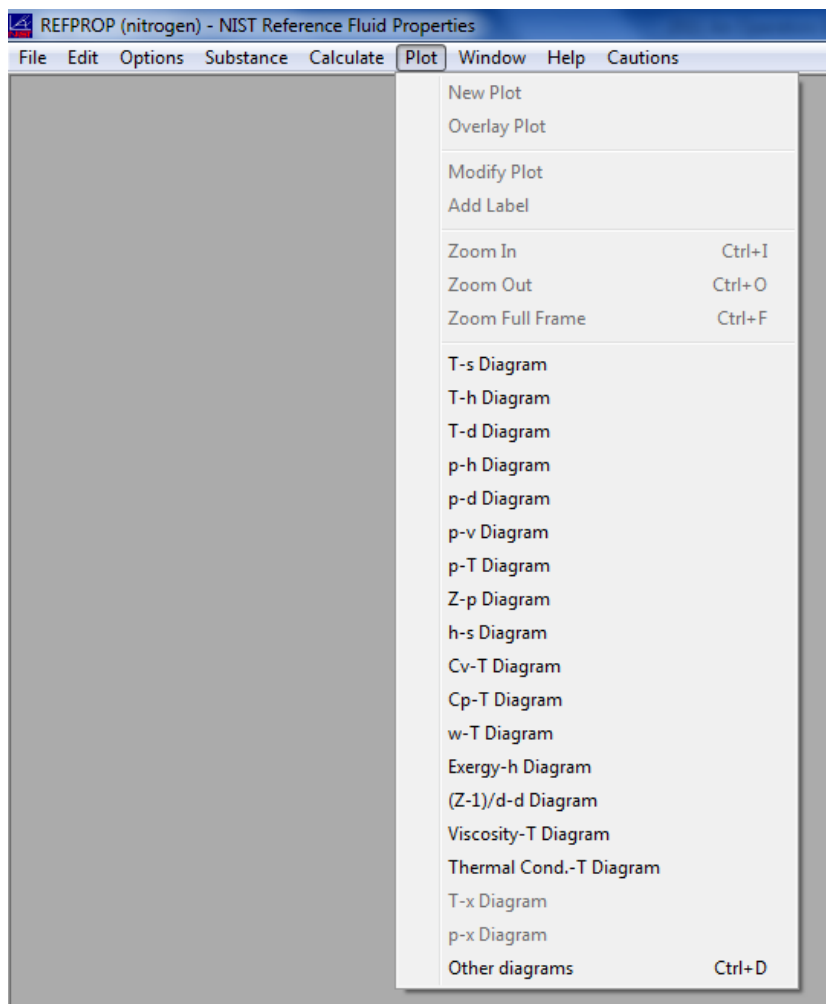 REFPROP (nitrogen) - NIST Reference Fluid Properties
File Edit Options Substance Calculate Plot Window Help Cautions
New Plot
Overlay Plot
Modify Plot
Add Label
Zoom In Ctrl+I
Zoom Out Ctrl+O
Zoom Full Frame Ctrl+F
T-s Diagram
T-h Diagram
T-d Diagram
p-h Diagram
p-d Diagram
p-v Diagram
p-T Diagram
Z-p Diagram
h-s Diagram
Cv-T Diagram
Cp-T Diagram
w-T Diagram
Exergy-h Diagram
(Z-1)/d-d Diagram
Viscosity-T Diagram
Thermal Cond.-T Diagram
T-x Diagram
p-x Diagram
Other diagrams Ctrl+D